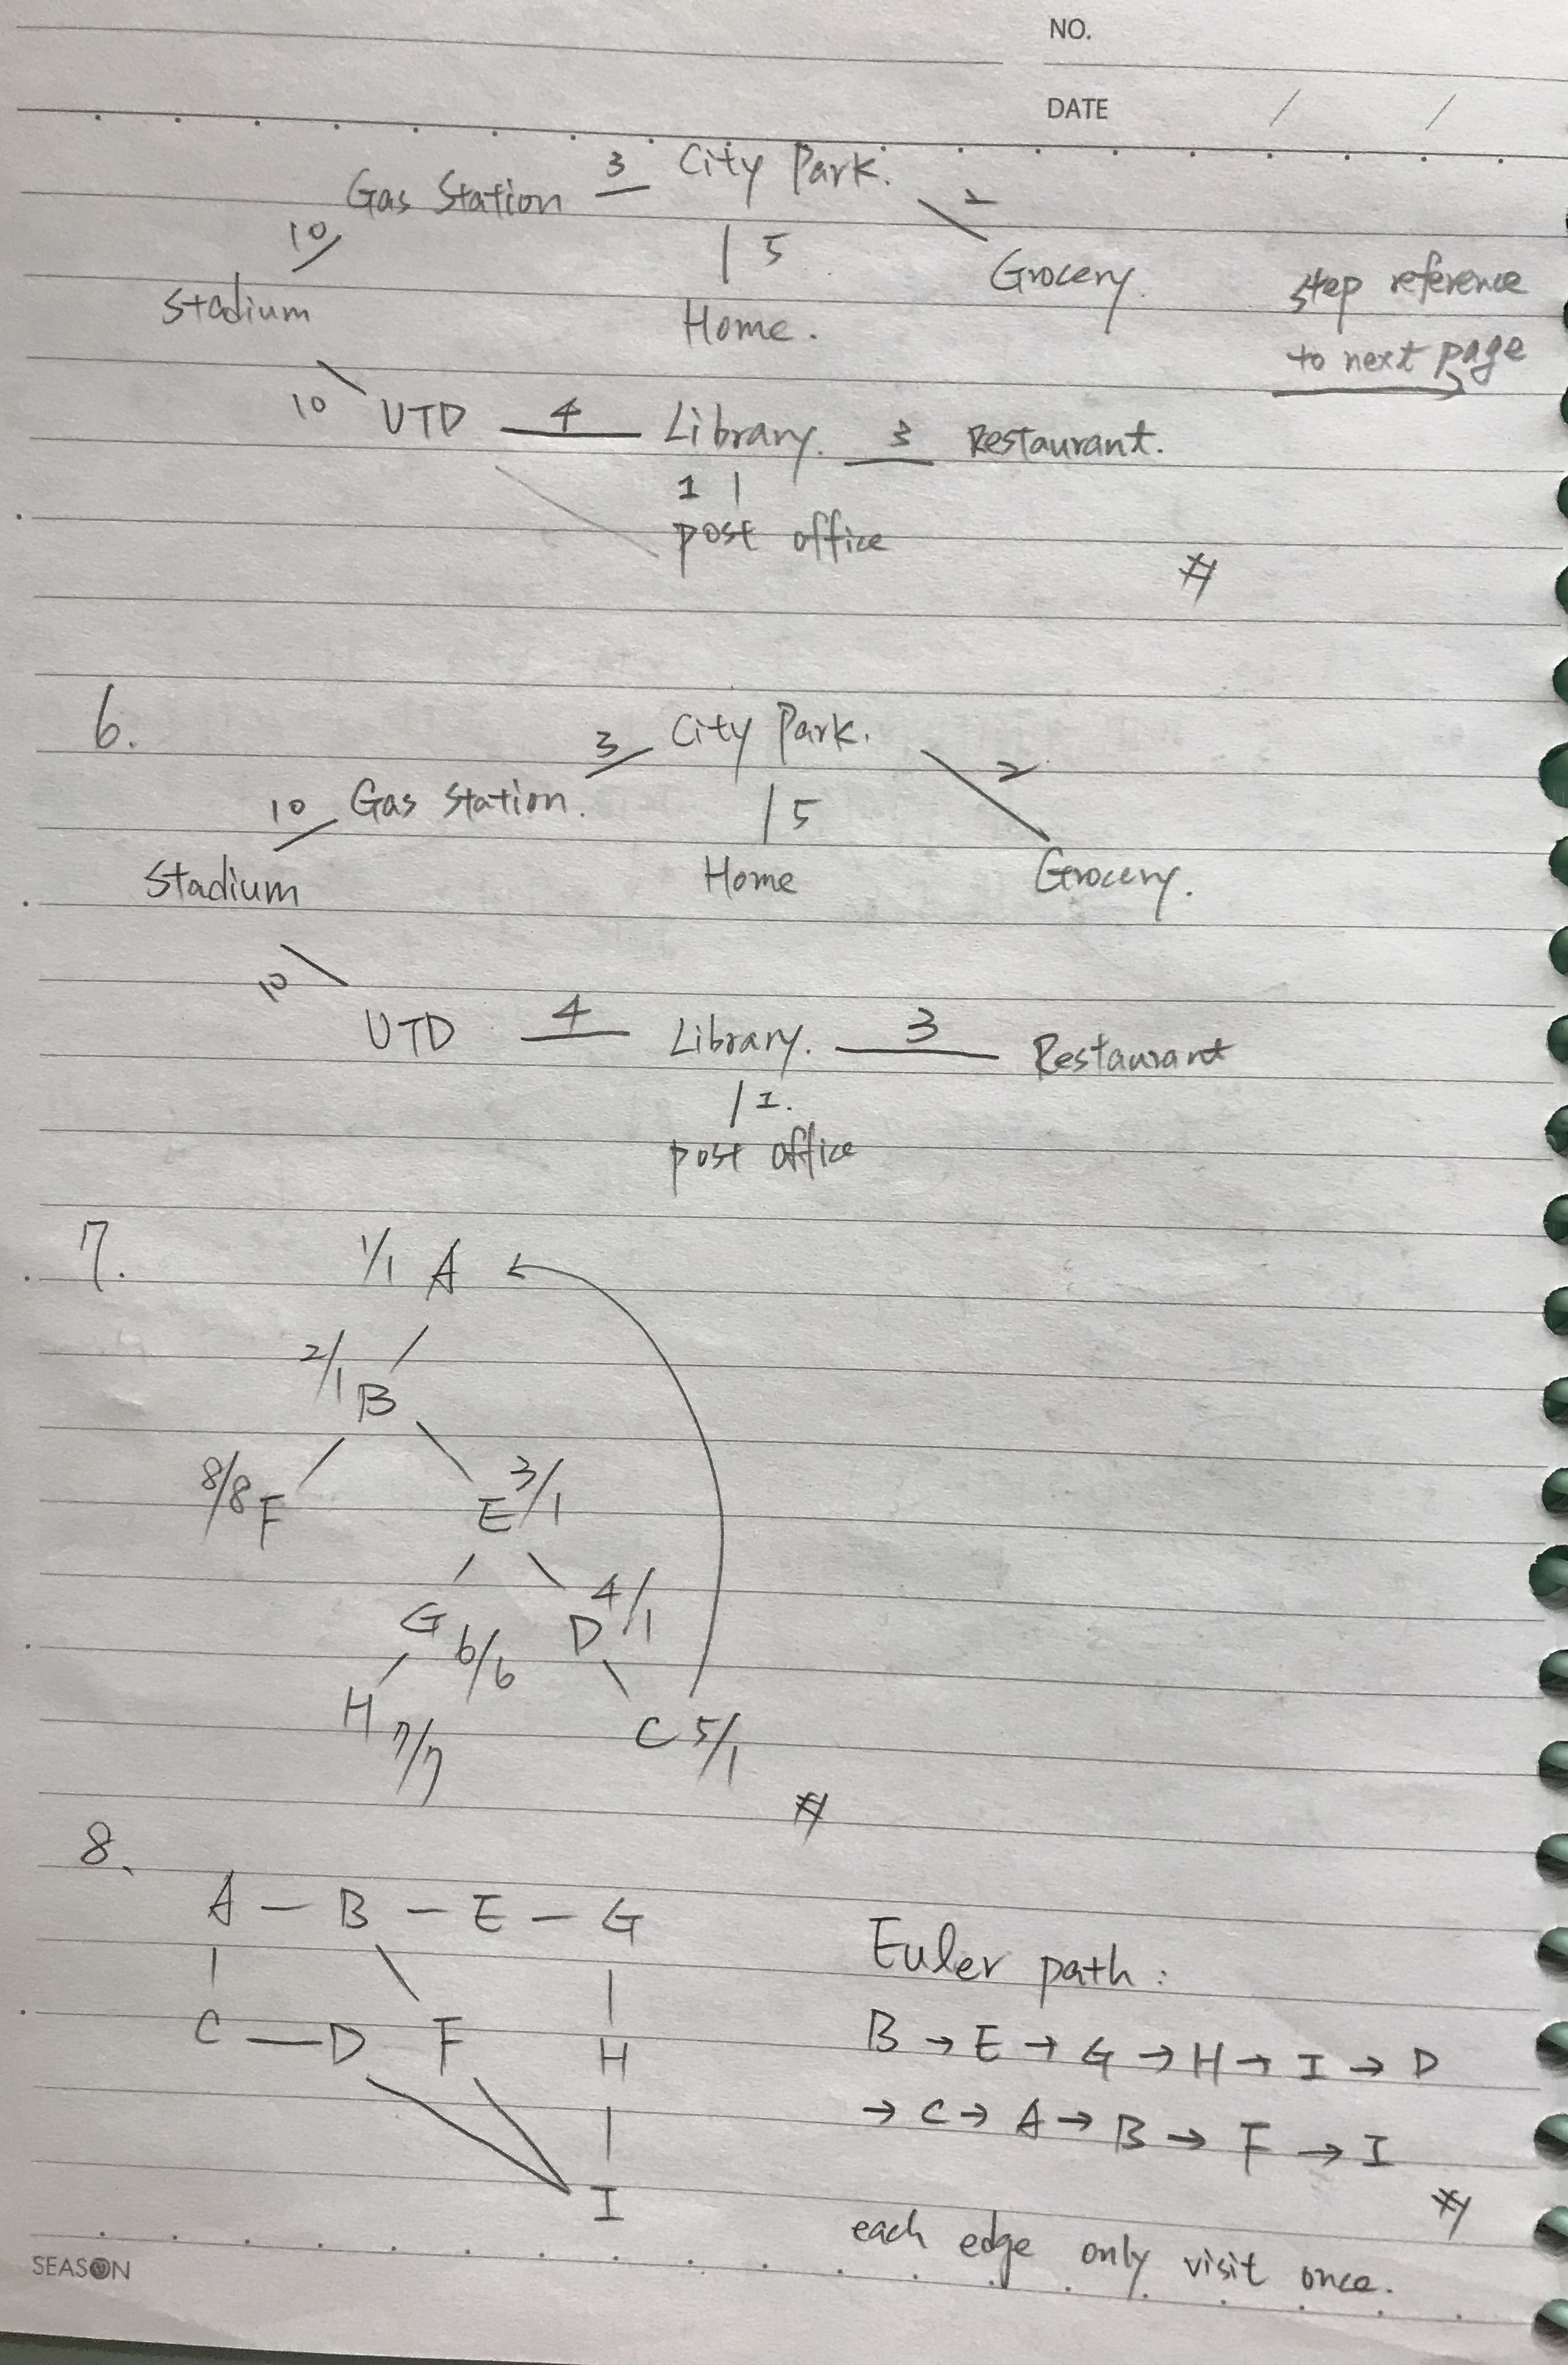 NO.
DATE / /
Gas Station 3 City Park.
10 5 2
Stadium Home. Grocery.
step reference
to next page
10 UTD 4 Library. 3 Restaurant.
1
post office
#
6. City Park.
3
10 Gas Station. 5 2
Stadium Home Grocery.
10
UTD 4 Library. 3 Restaurant
1.
post office
7. 1/1 A
2/1 B
8/8 F E 3/1
G 6/6 D 4/1
H 7/7 C 5/1
#
8.
A — B — E — G
C — D F H
I
Euler path:
B → E → G → H → I → D
→ C → A → B → F → I
#
each edge only visit once.
SEASON